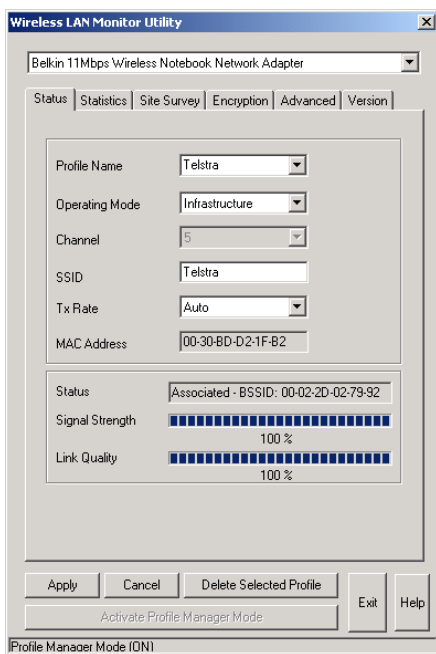 Wireless LAN Monitor Utility
Belkin 11Mbps Wireless Notebook Network Adapter
Status Statistics Site Survey Encryption Advanced Version
Profile Name Telstra
Operating Mode Infrastructure
Channel 5
SSID Telstra
Tx Rate Auto
MAC Address 00-30-BD-D2-1F-B2
Status Associated - BSSID: 00-02-2D-02-79-92
Signal Strength
100 %
Link Quality
100 %
Apply Cancel Delete Selected Profile Exit Help
Activate Profile Manager Mode
Profile Manager Mode (ON)